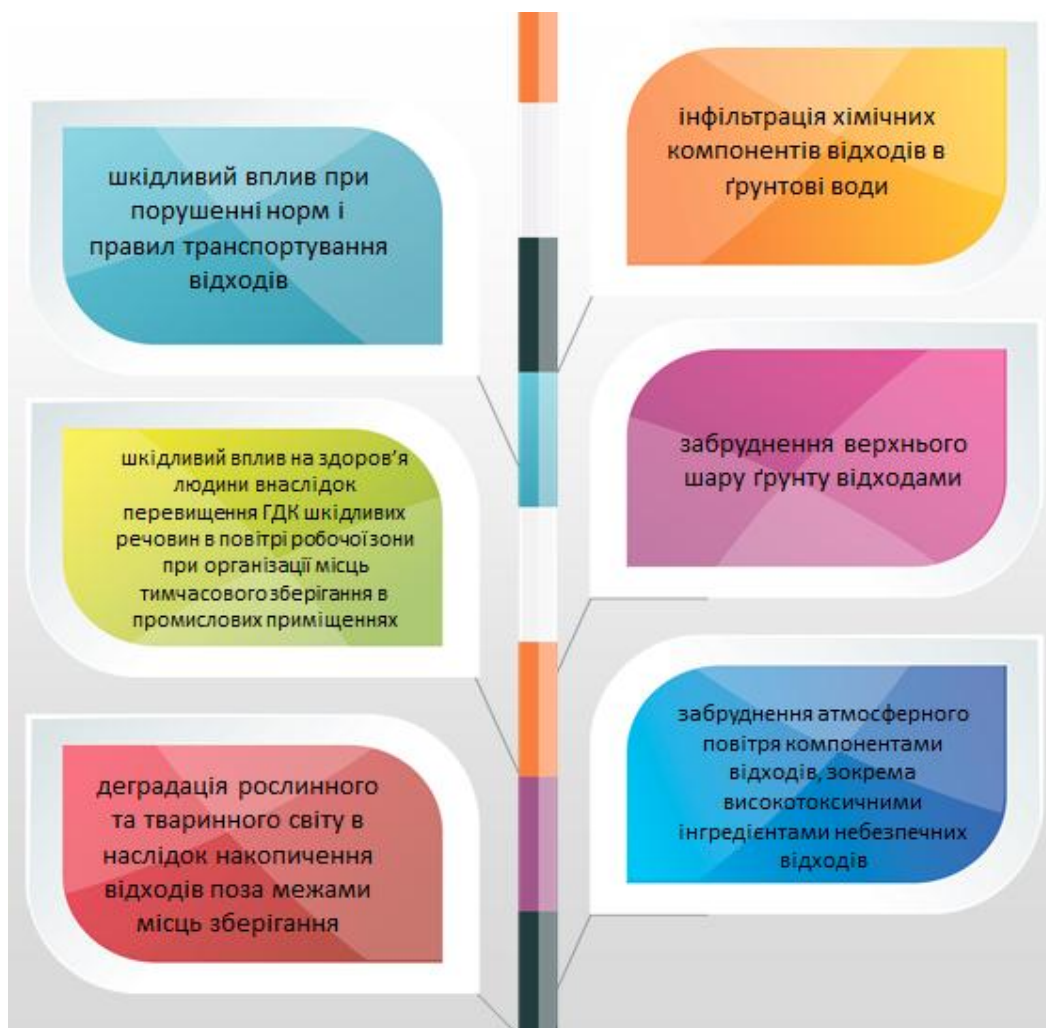 шкідливий вплив при
порушенні норм і
правил транспортування
відходів
інфільтрація хімічних
компонентів відходів в
ґрунтові води
шкідливий вплив на здоров’я
людини внаслідок
перевищення ГДК шкідливих
речовин в повітрі робочої зони
при організації місць
тимчасового зберігання в
промислових приміщеннях
забруднення верхнього
шару ґрунту відходами
деградація рослинного
та тваринного світу в
наслідок накопичення
відходів поза межами
місць зберігання
забруднення атмосферного
повітря компонентами
відходів, зокрема
високотоксичними
інгредієнтами небезпечних
відходів